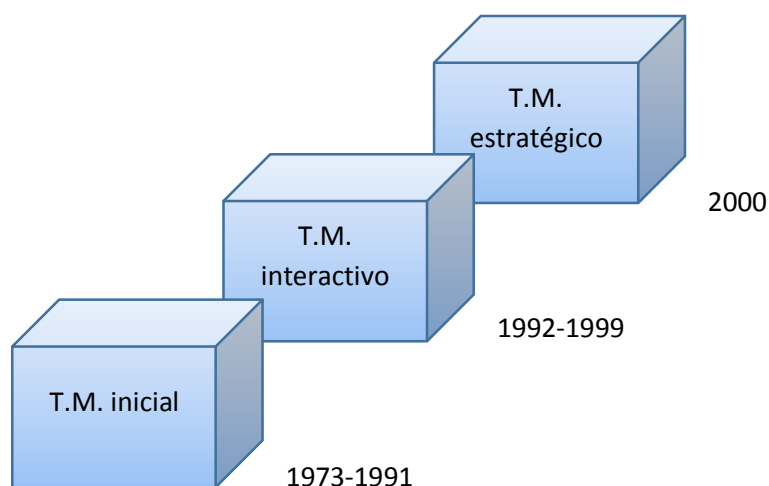 T.M.
estratégico
2000
T.M.
interactivo
1992-1999
T.M. inicial
1973-1991